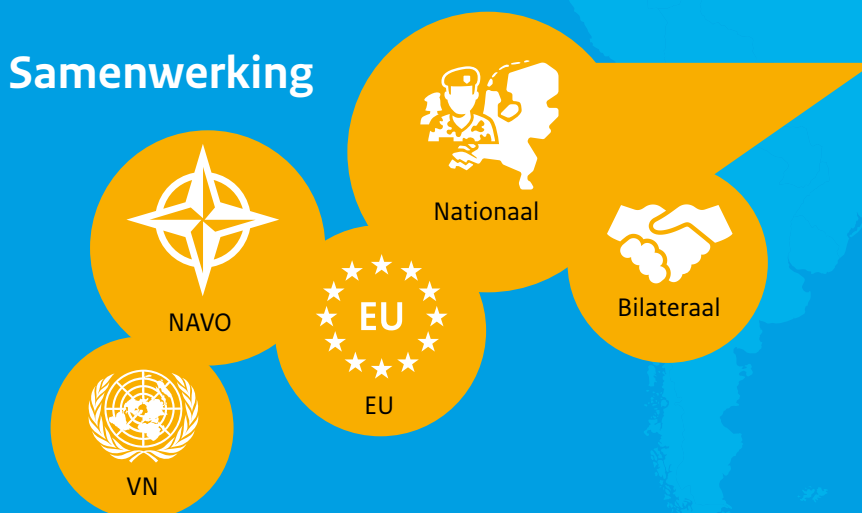 Samenwerking
Nationaal
Bilateraal
NAVO
EU
EU
VN